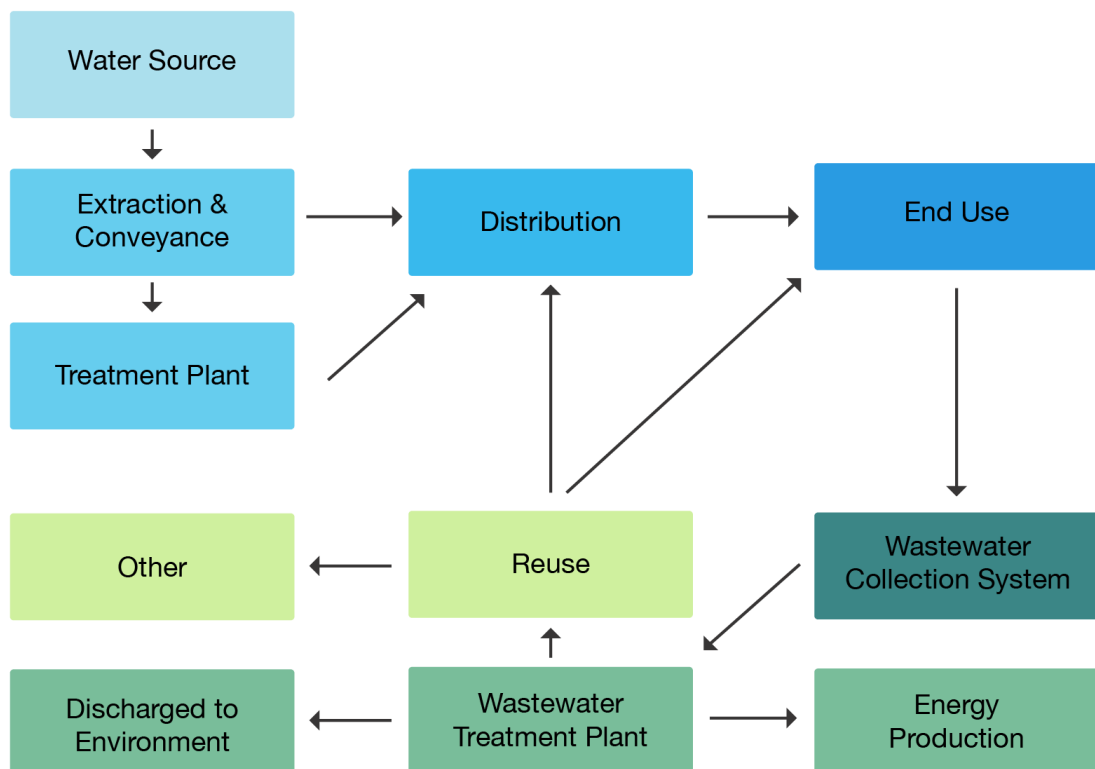 Water Source
Extraction &
Conveyance
Distribution
End Use
Treatment Plant
Other
Reuse
Wastewater
Collection System
Discharged to
Environment
Wastewater
Treatment Plant
Energy
Production